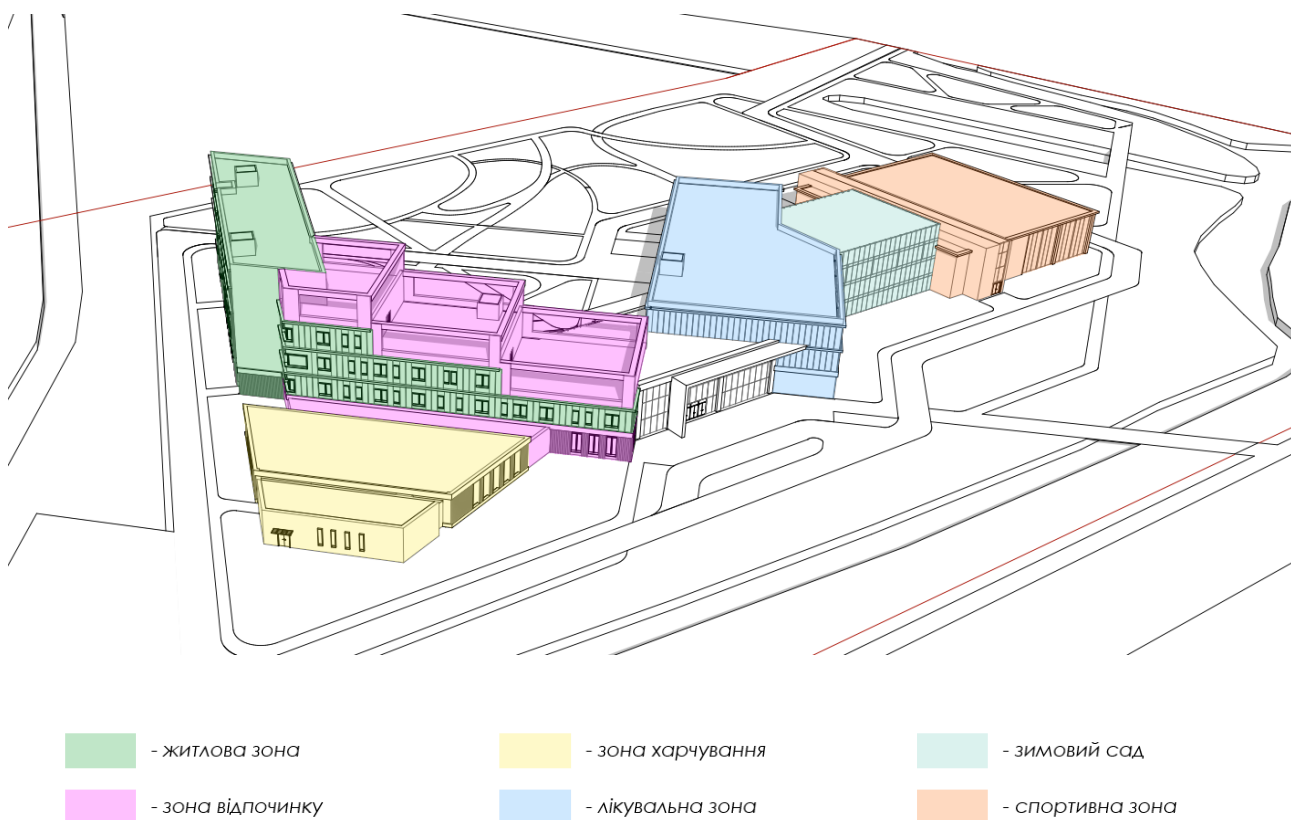 - житлова зона
- зона харчування
- зимовий сад
- зона відпочинку
- лікувальна зона
- спортивна зона